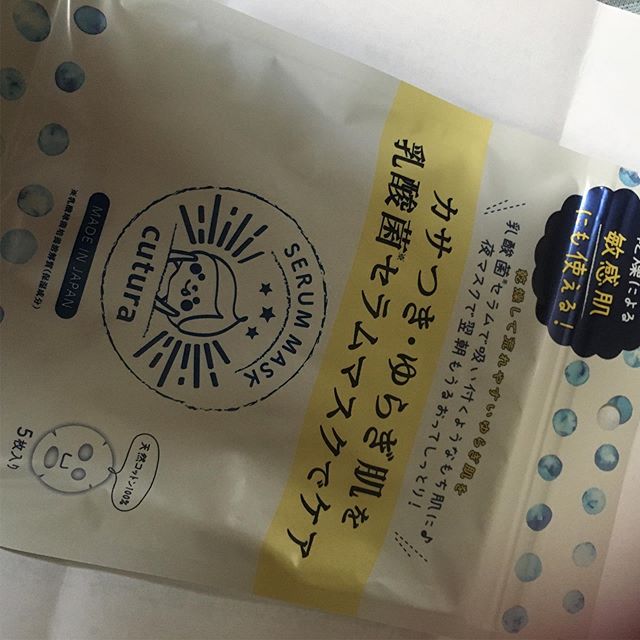 燥による
敏感肌
にも使える！
乾燥して荒れやすいゆらぎ肌を
乳酸菌※セラムで吸い付くようなもち肌に♪
夜マスクで翌朝もうるおってしっとり！
カサつき・ゆらぎ肌を
乳酸菌※セラムマスクでケア
SERUM MASK
cutura
天然コットン100%
5枚入り
MADE IN JAPAN